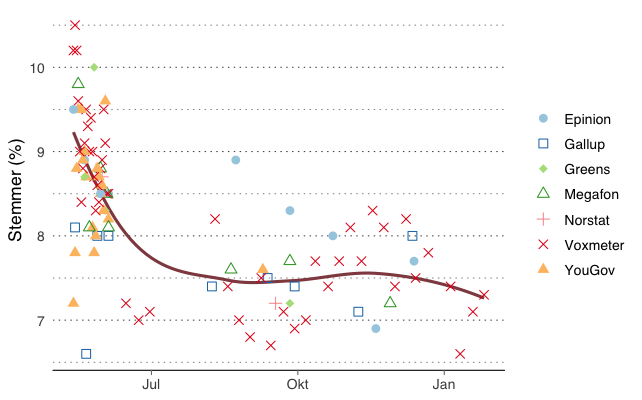 Stemmer (%)
10
9
8
7
Jul
Okt
Jan
Epinion
Gallup
Greens
Megafon
Norstat
Voxmeter
YouGov